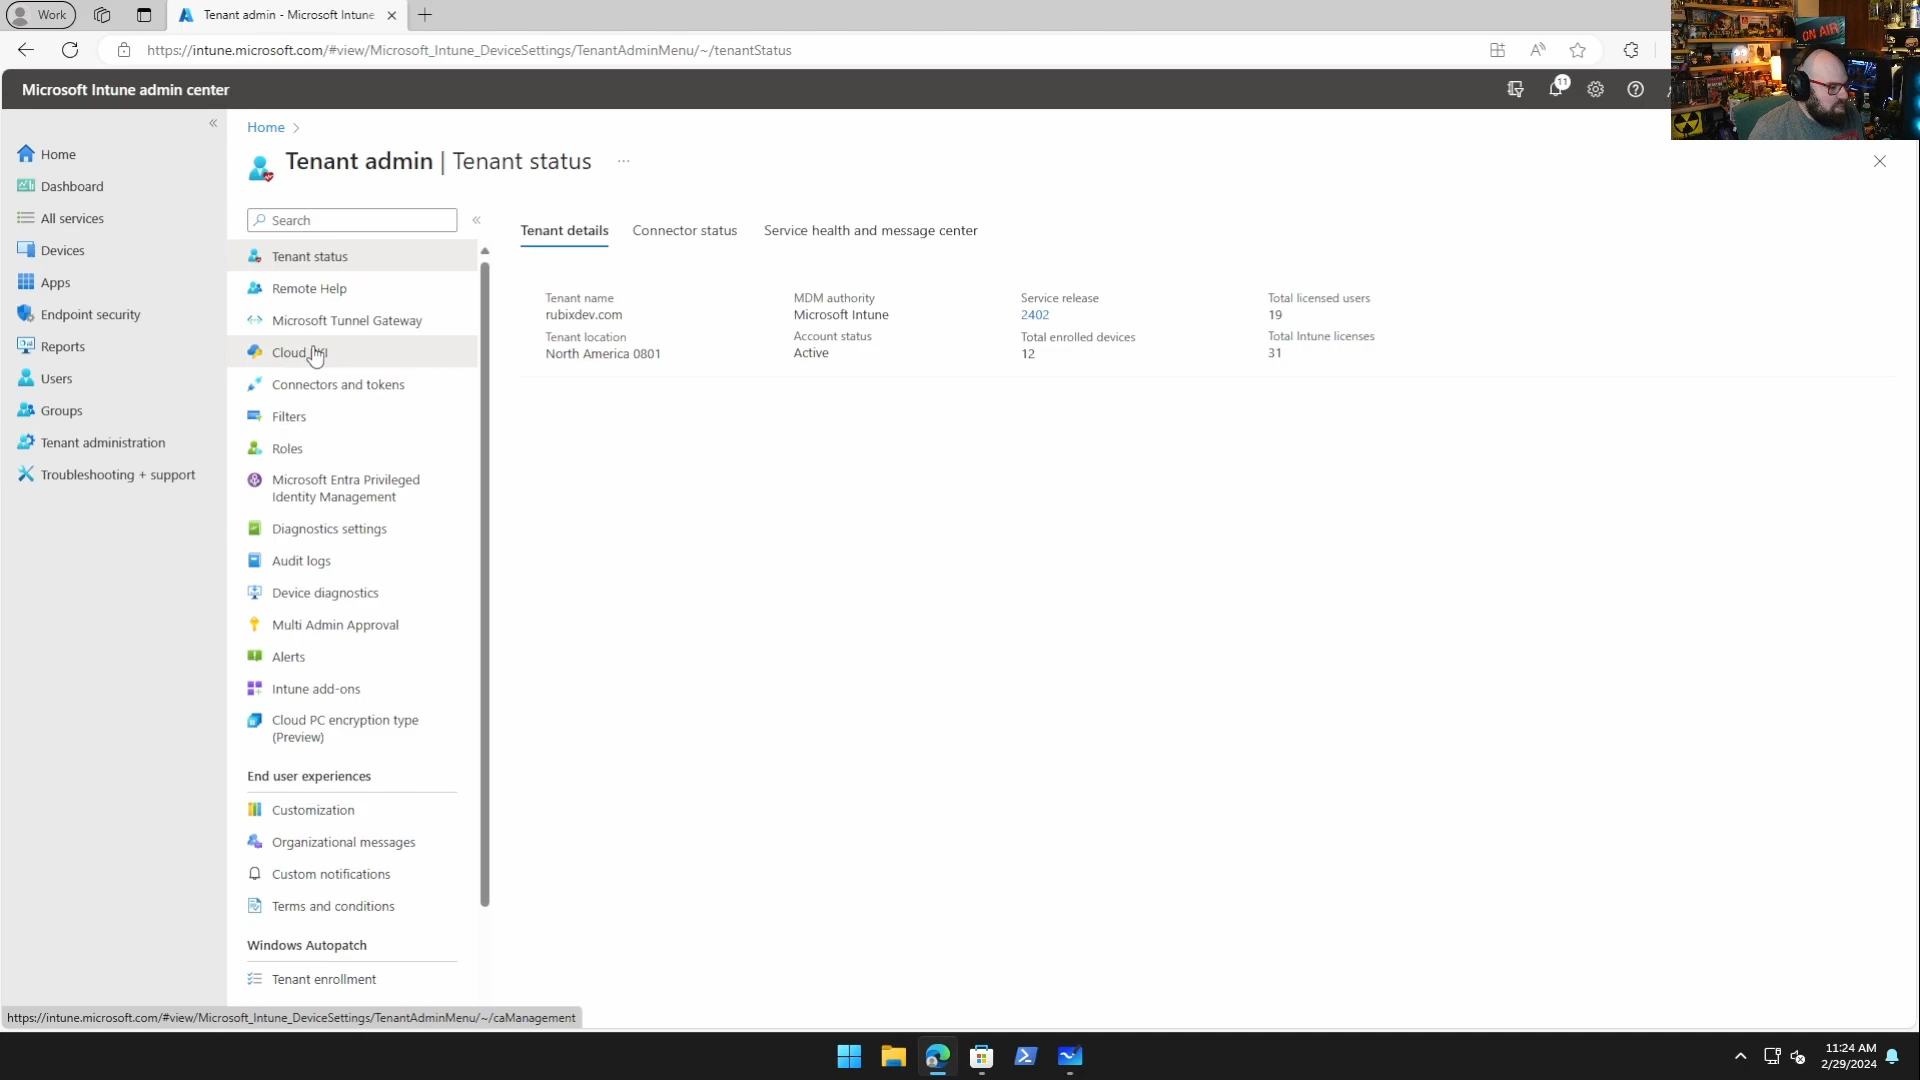 Work
Tenant admin - Microsoft Intune
https://intune.microsoft.com/#view/Microsoft_Intune_DeviceSettings/TenantAdminMenu/~/tenantStatus
ON AIR
Microsoft Intune admin center
11
Home
Tenant admin | Tenant status
Home
Dashboard
All services
Devices
Apps
Endpoint security
Reports
Users
Groups
Tenant administration
Troubleshooting + support
Search
Tenant status
Remote Help
Microsoft Tunnel Gateway
Cloud
Connectors and tokens
Filters
Roles
Microsoft Entra Privileged
Identity Management
Diagnostics settings
Audit logs
Device diagnostics
Multi Admin Approval
Alerts
Intune add-ons
Cloud PC encryption type
(Preview)
End user experiences
Customization
Organizational messages
Custom notifications
Terms and conditions
Windows Autopatch
Tenant enrollment
Tenant details
Connector status
Service health and message center
Tenant name
rubixdev.com
Tenant location
North America 0801
MDM authority
Microsoft Intune
Account status
Active
Service release
2402
Total enrolled devices
12
Total licensed users
19
Total Intune licenses
31
https://intune.microsoft.com/#view/Microsoft_Intune_DeviceSettings/TenantAdminMenu/~/caManagement
11:24 AM
2/29/2024